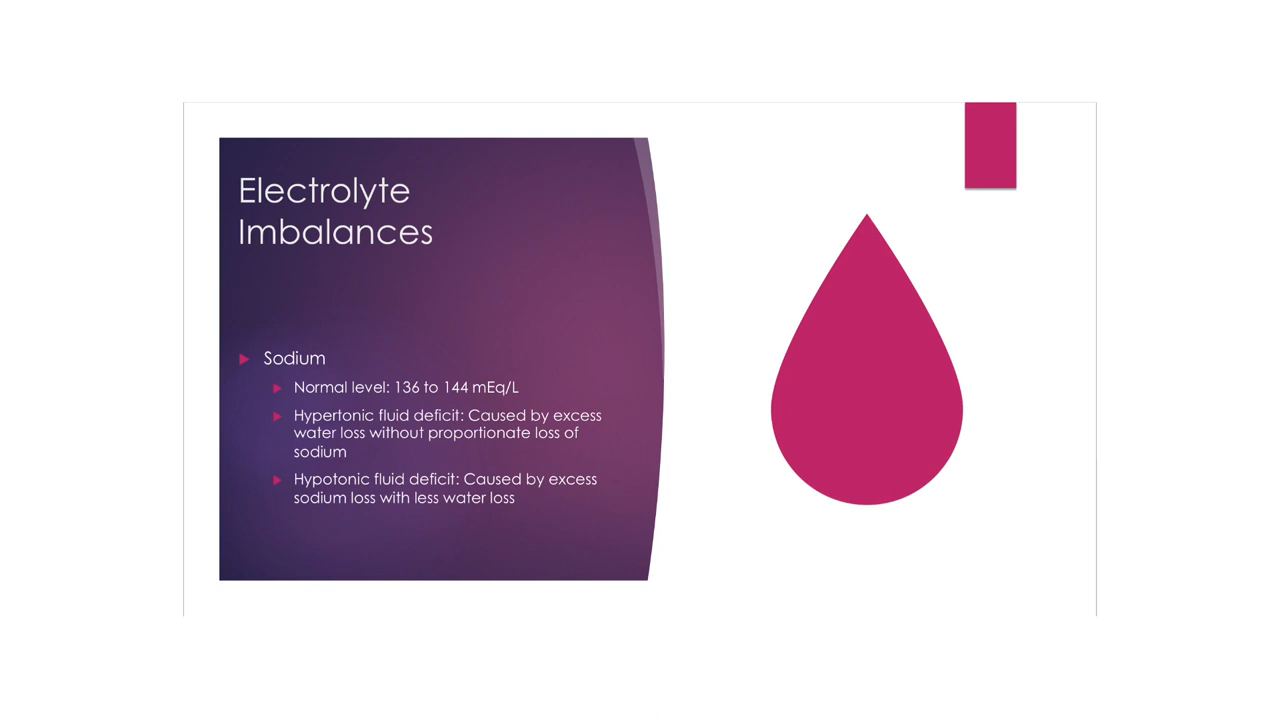 Electrolyte
Imbalances
Sodium
Normal level: 136 to 144 mEq/L
Hypertonic fluid deficit: Caused by excess
water loss without proportionate loss of
sodium
Hypotonic fluid deficit: Caused by excess
sodium loss with less water loss